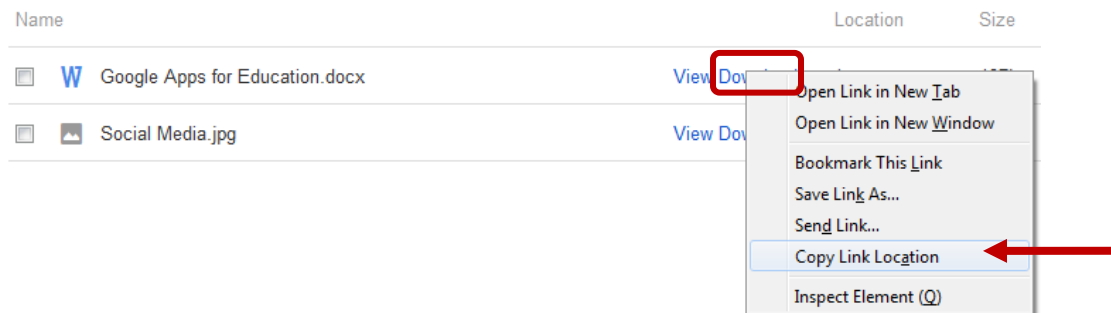 Name Location Size
Google Apps for Education.docx View
Open Link in New Tab
Open Link in New Window
Social Media.jpg View
Bookmark This Link
Save Link As...
Send Link...
Copy Link Location
Inspect Element (Q)